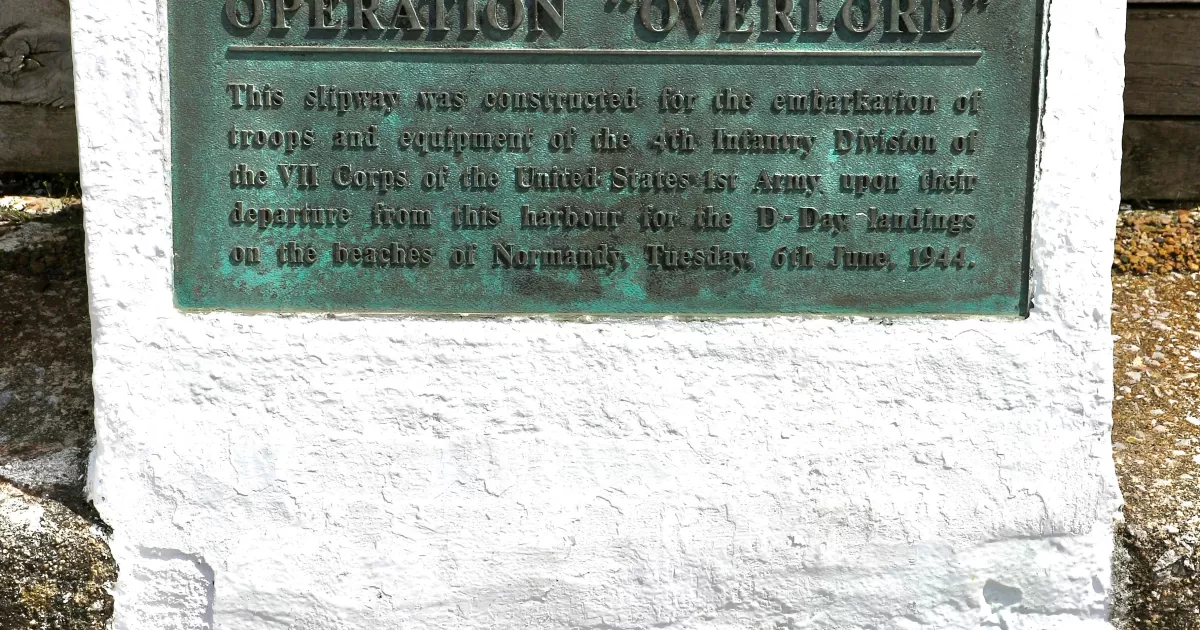 OPERATION "OVERLORD"
This slipway was constructed for the embarkation of
troops and equipment of the 4th Infantry Division of
the VII Corps of the United States 1st Army upon their
departure from this harbour for the D-Day landings
on the beaches of Normandy, Tuesday, 6th June, 1944.